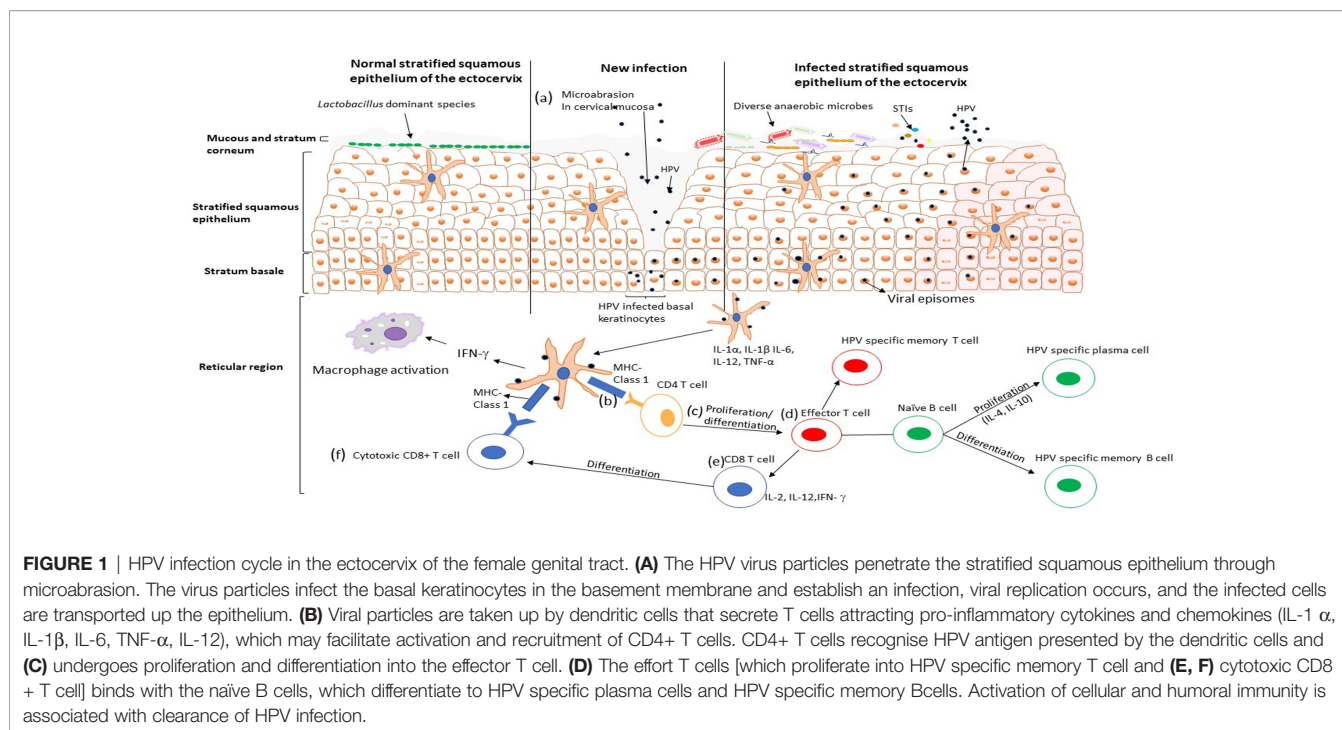 Normal stratified squamous
epithelium of the ectocervix
New infection
Infected stratified squamous
epithelium of the ectocervix
Lactobacillus dominant species
(a)
Microabrasion
In cervical mucosa
Diverse anaerobic microbes
STIs
HPV
Mucous and stratum
corneum
HPV
Stratified squamous
epithelium
Stratum basale
HPV infected basal
keratinocytes
Viral episomes
Reticular region
Macrophage activation
IFN-γ
IL-1α, IL-1β IL-6,
IL-12, TNF-α
MHC-
Class 1
MHC-
Class 1
(b)
CD4 T cell
(c) Proliferation/
differentiation
(d) Effector T cell
HPV specific memory T cell
Naïve B cell
Proliferation
(IL-4, IL-10)
HPV specific plasma cell
Differentiation
HPV specific memory B cell
(f) Cytotoxic CD8+ T cell
Differentiation
(e) CD8 T cell
IL-2, IL-12,IFN- γ
FIGURE 1 | HPV infection cycle in the ectocervix of the female genital tract. (A) The HPV virus particles penetrate the stratified squamous epithelium through
microabrasion. The virus particles infect the basal keratinocytes in the basement membrane and establish an infection, viral replication occurs, and the infected cells
are transported up the epithelium. (B) Viral particles are taken up by dendritic cells that secrete T cells attracting pro-inflammatory cytokines and chemokines (IL-1 α,
IL-1β, IL-6, TNF-α, IL-12), which may facilitate activation and recruitment of CD4+ T cells. CD4+ T cells recognise HPV antigen presented by the dendritic cells and
(C) undergoes proliferation and differentiation into the effector T cell. (D) The effort T cells [which proliferate into HPV specific memory T cell and (E, F) cytotoxic CD8
+ T cell] binds with the naïve B cells, which differentiate to HPV specific plasma cells and HPV specific memory Bcells. Activation of cellular and humoral immunity is
associated with clearance of HPV infection.